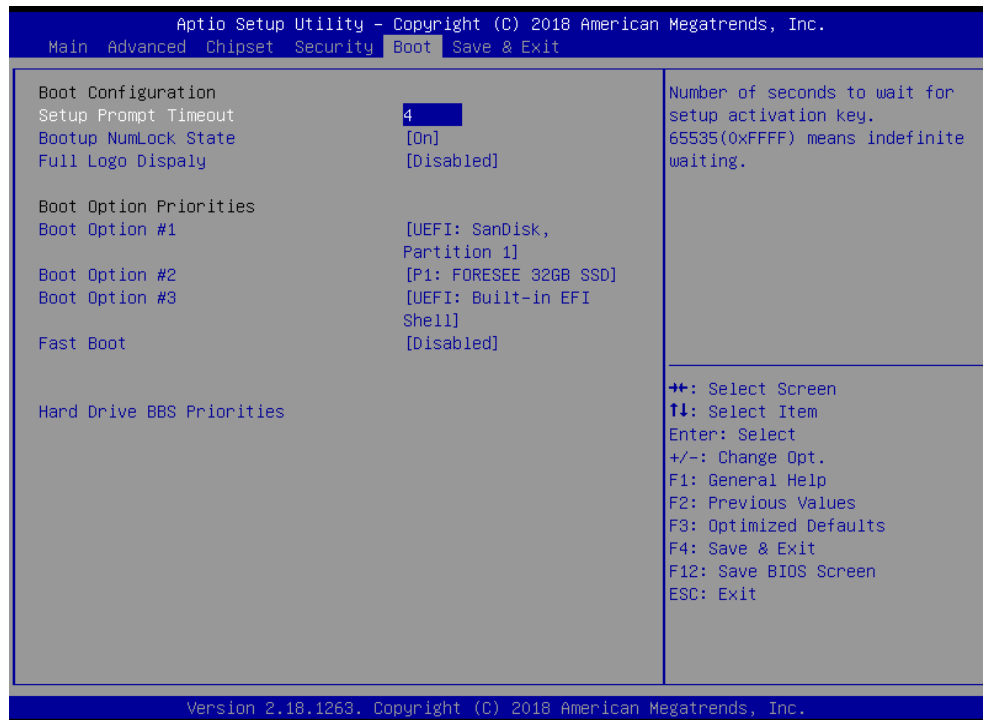 Aptio Setup Utility – Copyright (C) 2018 American Megatrends, Inc.
Main Advanced Chipset Security Boot Save & Exit
Boot Configuration
Setup Prompt Timeout 4
Bootup NumLock State [On]
Full Logo Dispaly [Disabled]
Boot Option Priorities
Boot Option #1 [UEFI: SanDisk,
Partition 1]
Boot Option #2 [P1: FORESEE 32GB SSD]
Boot Option #3 [UEFI: Built-in EFI
Shell]
Fast Boot [Disabled]
Hard Drive BBS Priorities
Number of seconds to wait for
setup activation key.
65535(0xFFFF) means indefinite
waiting.
→←: Select Screen
↑↓: Select Item
Enter: Select
+/-: Change Opt.
F1: General Help
F2: Previous Values
F3: Optimized Defaults
F4: Save & Exit
F12: Save BIOS Screen
ESC: Exit
Version 2.18.1263. Copyright (C) 2018 American Megatrends, Inc.